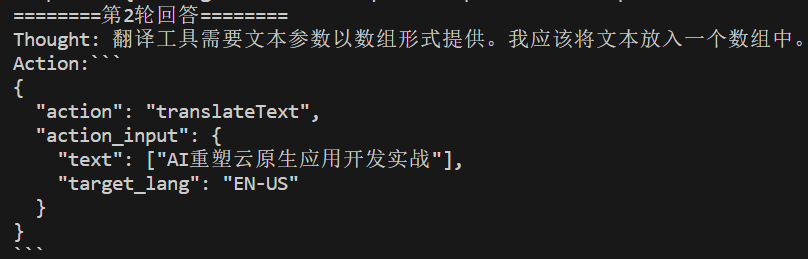 ========第2轮回答========
Thought: 翻译工具需要文本参数以数组形式提供。我应该将文本放入一个数组中。
Action:```
{
  "action": "translateText",
  "action_input": {
    "text": ["AI重塑云原生应用开发实战"],
    "target_lang": "EN-US"
  }
}
```